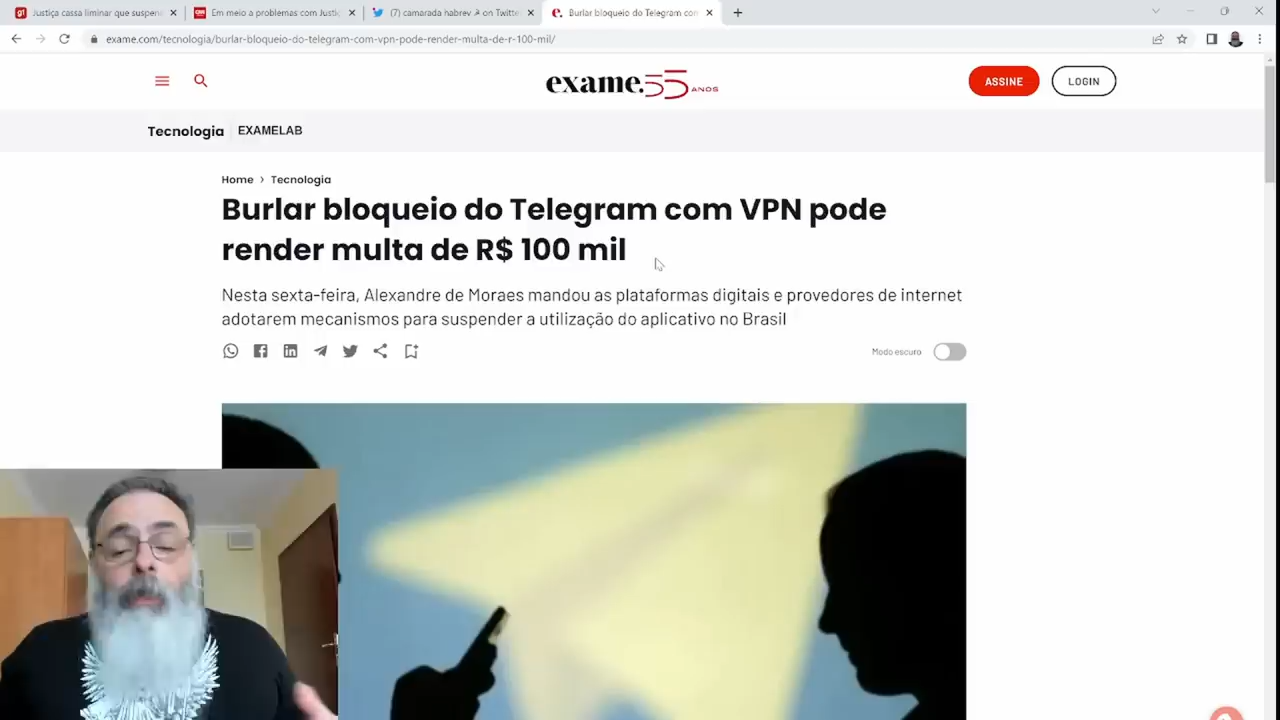 Justiça cassa liminar que suspen
Em meio a problemas com Justiç
(7) camarada habrev ☭ on Twitte
Burlar bloqueio do Telegram con
exame.com/tecnologia/burlar-bloqueio-do-telegram-com-vpn-pode-render-multa-de-r-100-mil/
exame.55 ANOS
ASSINE
LOGIN
Tecnologia
EXAMELAB
Home › Tecnologia
Burlar bloqueio do Telegram com VPN pode
render multa de R$ 100 mil
Nesta sexta-feira, Alexandre de Moraes mandou as plataformas digitais e provedores de internet
adotarem mecanismos para suspender a utilização do aplicativo no Brasil
Modo escuro